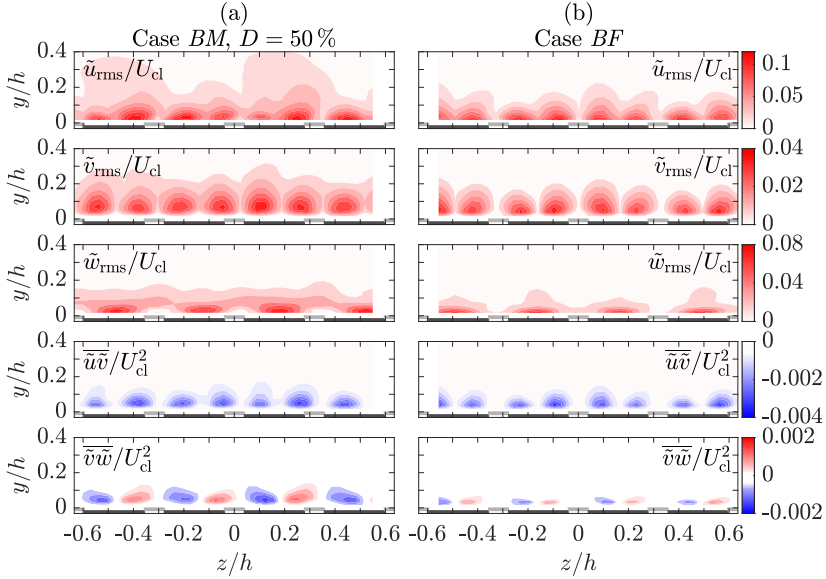 (a) (b)
Case BM, D = 50 % Case BF
0.4 ũrms/Ucl ũrms/Ucl 0.1
y/h 0.2 y/h 0.05
0 0
0.4 ṽrms/Ucl ṽrms/Ucl 0.04
y/h 0.2 y/h 0.02
0 0
0.4 w̃rms/Ucl w̃rms/Ucl 0.08
y/h 0.2 y/h 0.04
0 0
0.4 ũṽ/U²cl ũṽ/U²cl 0
y/h 0.2 y/h -0.002
0 -0.004
0.4 ṽw̃/U²cl ṽw̃/U²cl 0.002
y/h 0.2 y/h 0
0 -0.002
-0.6 -0.4 -0.2 0 0.2 0.4 0.6 -0.6 -0.4 -0.2 0 0.2 0.4 0.6
z/h z/h